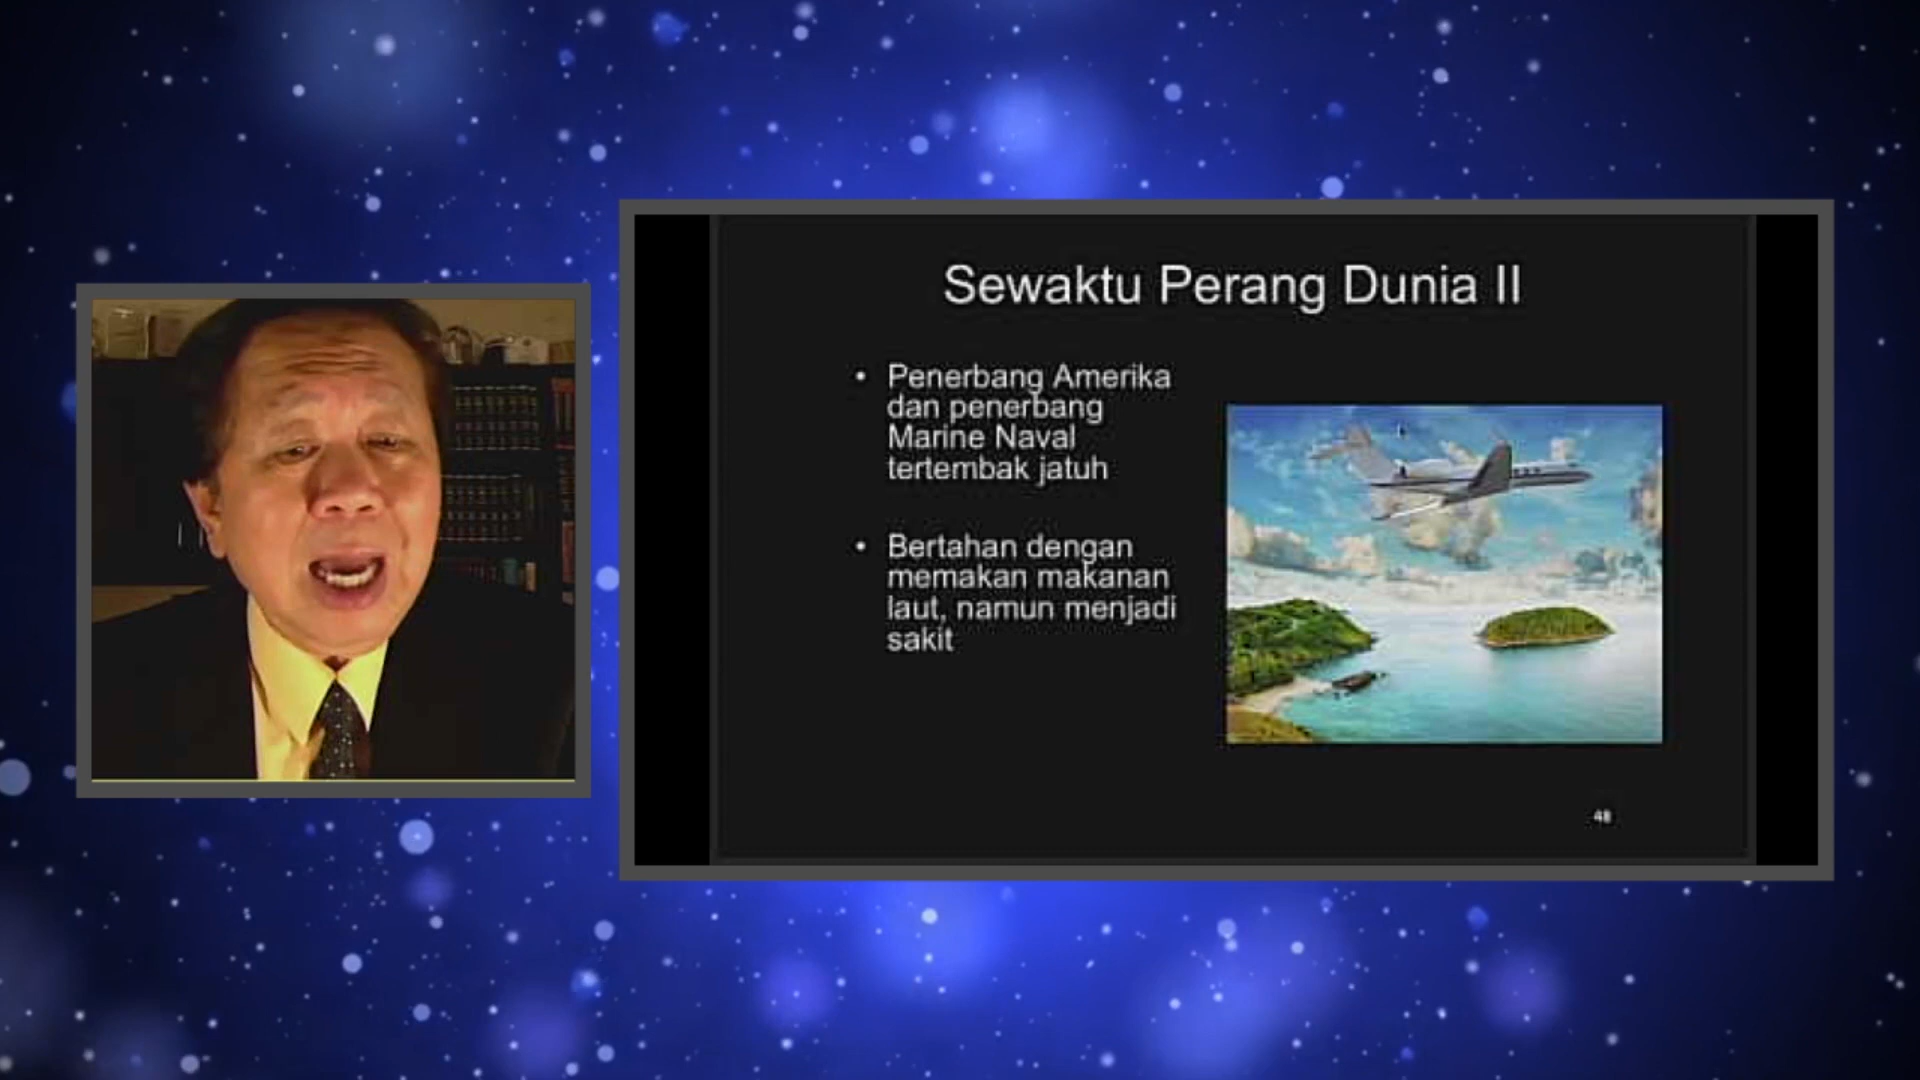 Sewaktu Perang Dunia II
• Penerbang Amerika
dan penerbang
Marine Naval
tertembak jatuh
• Bertahan dengan
memakan makanan
laut, namun menjadi
sakit
48